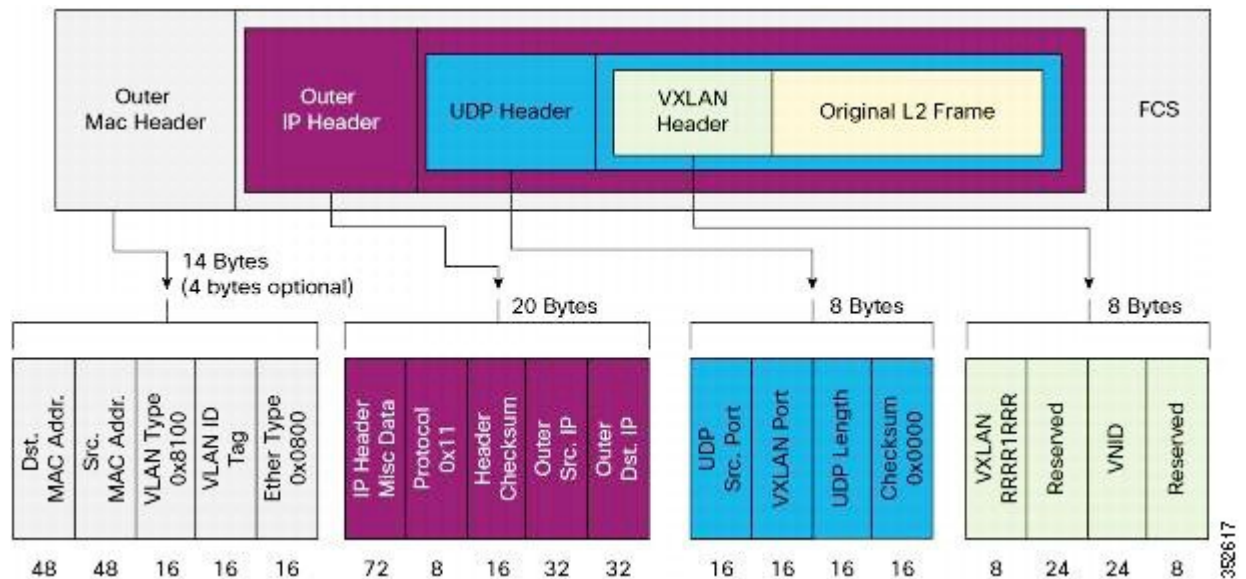 Outer
Mac Header
Outer
IP Header
UDP Header
VXLAN
Header
Original L2 Frame
FCS
14 Bytes
(4 bytes optional)
20 Bytes
8 Bytes
8 Bytes
Dst.
MAC Addr.
Src.
MAC Addr.
VLAN Type
0x8100
VLAN ID
Tag
Ether Type
0x0800
IP Header
Misc Data
Protocol
0x11
Header
Checksum
Outer
Src. IP
Outer
Dst. IP
UDP
Src. Port
VXLAN Port
UDP Length
Checksum
0x0000
VXLAN
RRRR1RRR
Reserved
VNID
Reserved
48 48 16 16 16 72 8 16 32 32 16 16 16 16 8 24 24 8
352617